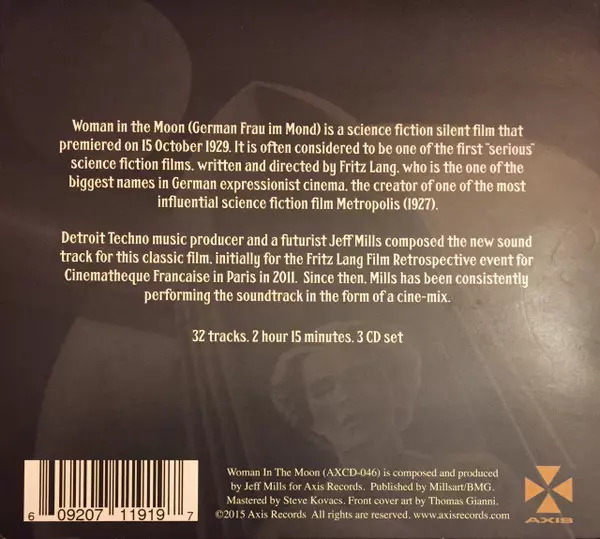 Woman in the Moon (German Frau im Mond) is a science fiction silent film that
premiered on 15 October 1929. It is often considered to be one of the first "serious"
science fiction films, written and directed by Fritz Lang, who is the one of the
biggest names in German expressionist cinema, the creator of one of the most
influential science fiction film Metropolis (1927).
Detroit Techno music producer and a futurist Jeff Mills composed the new sound
track for this classic film, initially for the Fritz Lang Film Retrospective event for
Cinematheque Francaise in Paris in 2011. Since then, Mills has been consistently
performing the soundtrack in the form of a cine-mix.
32 tracks, 2 hour 15 minutes, 3 CD set
Woman In The Moon (AXCD-046) is composed and produced
by Jeff Mills for Axis Records. Published by Millsart/BMG.
Mastered by Steve Kovacs. Front cover art by Thomas Gianni.
©2015 Axis Records All rights are reserved. www.axisrecords.com
6 09207 11919 7
AXIS